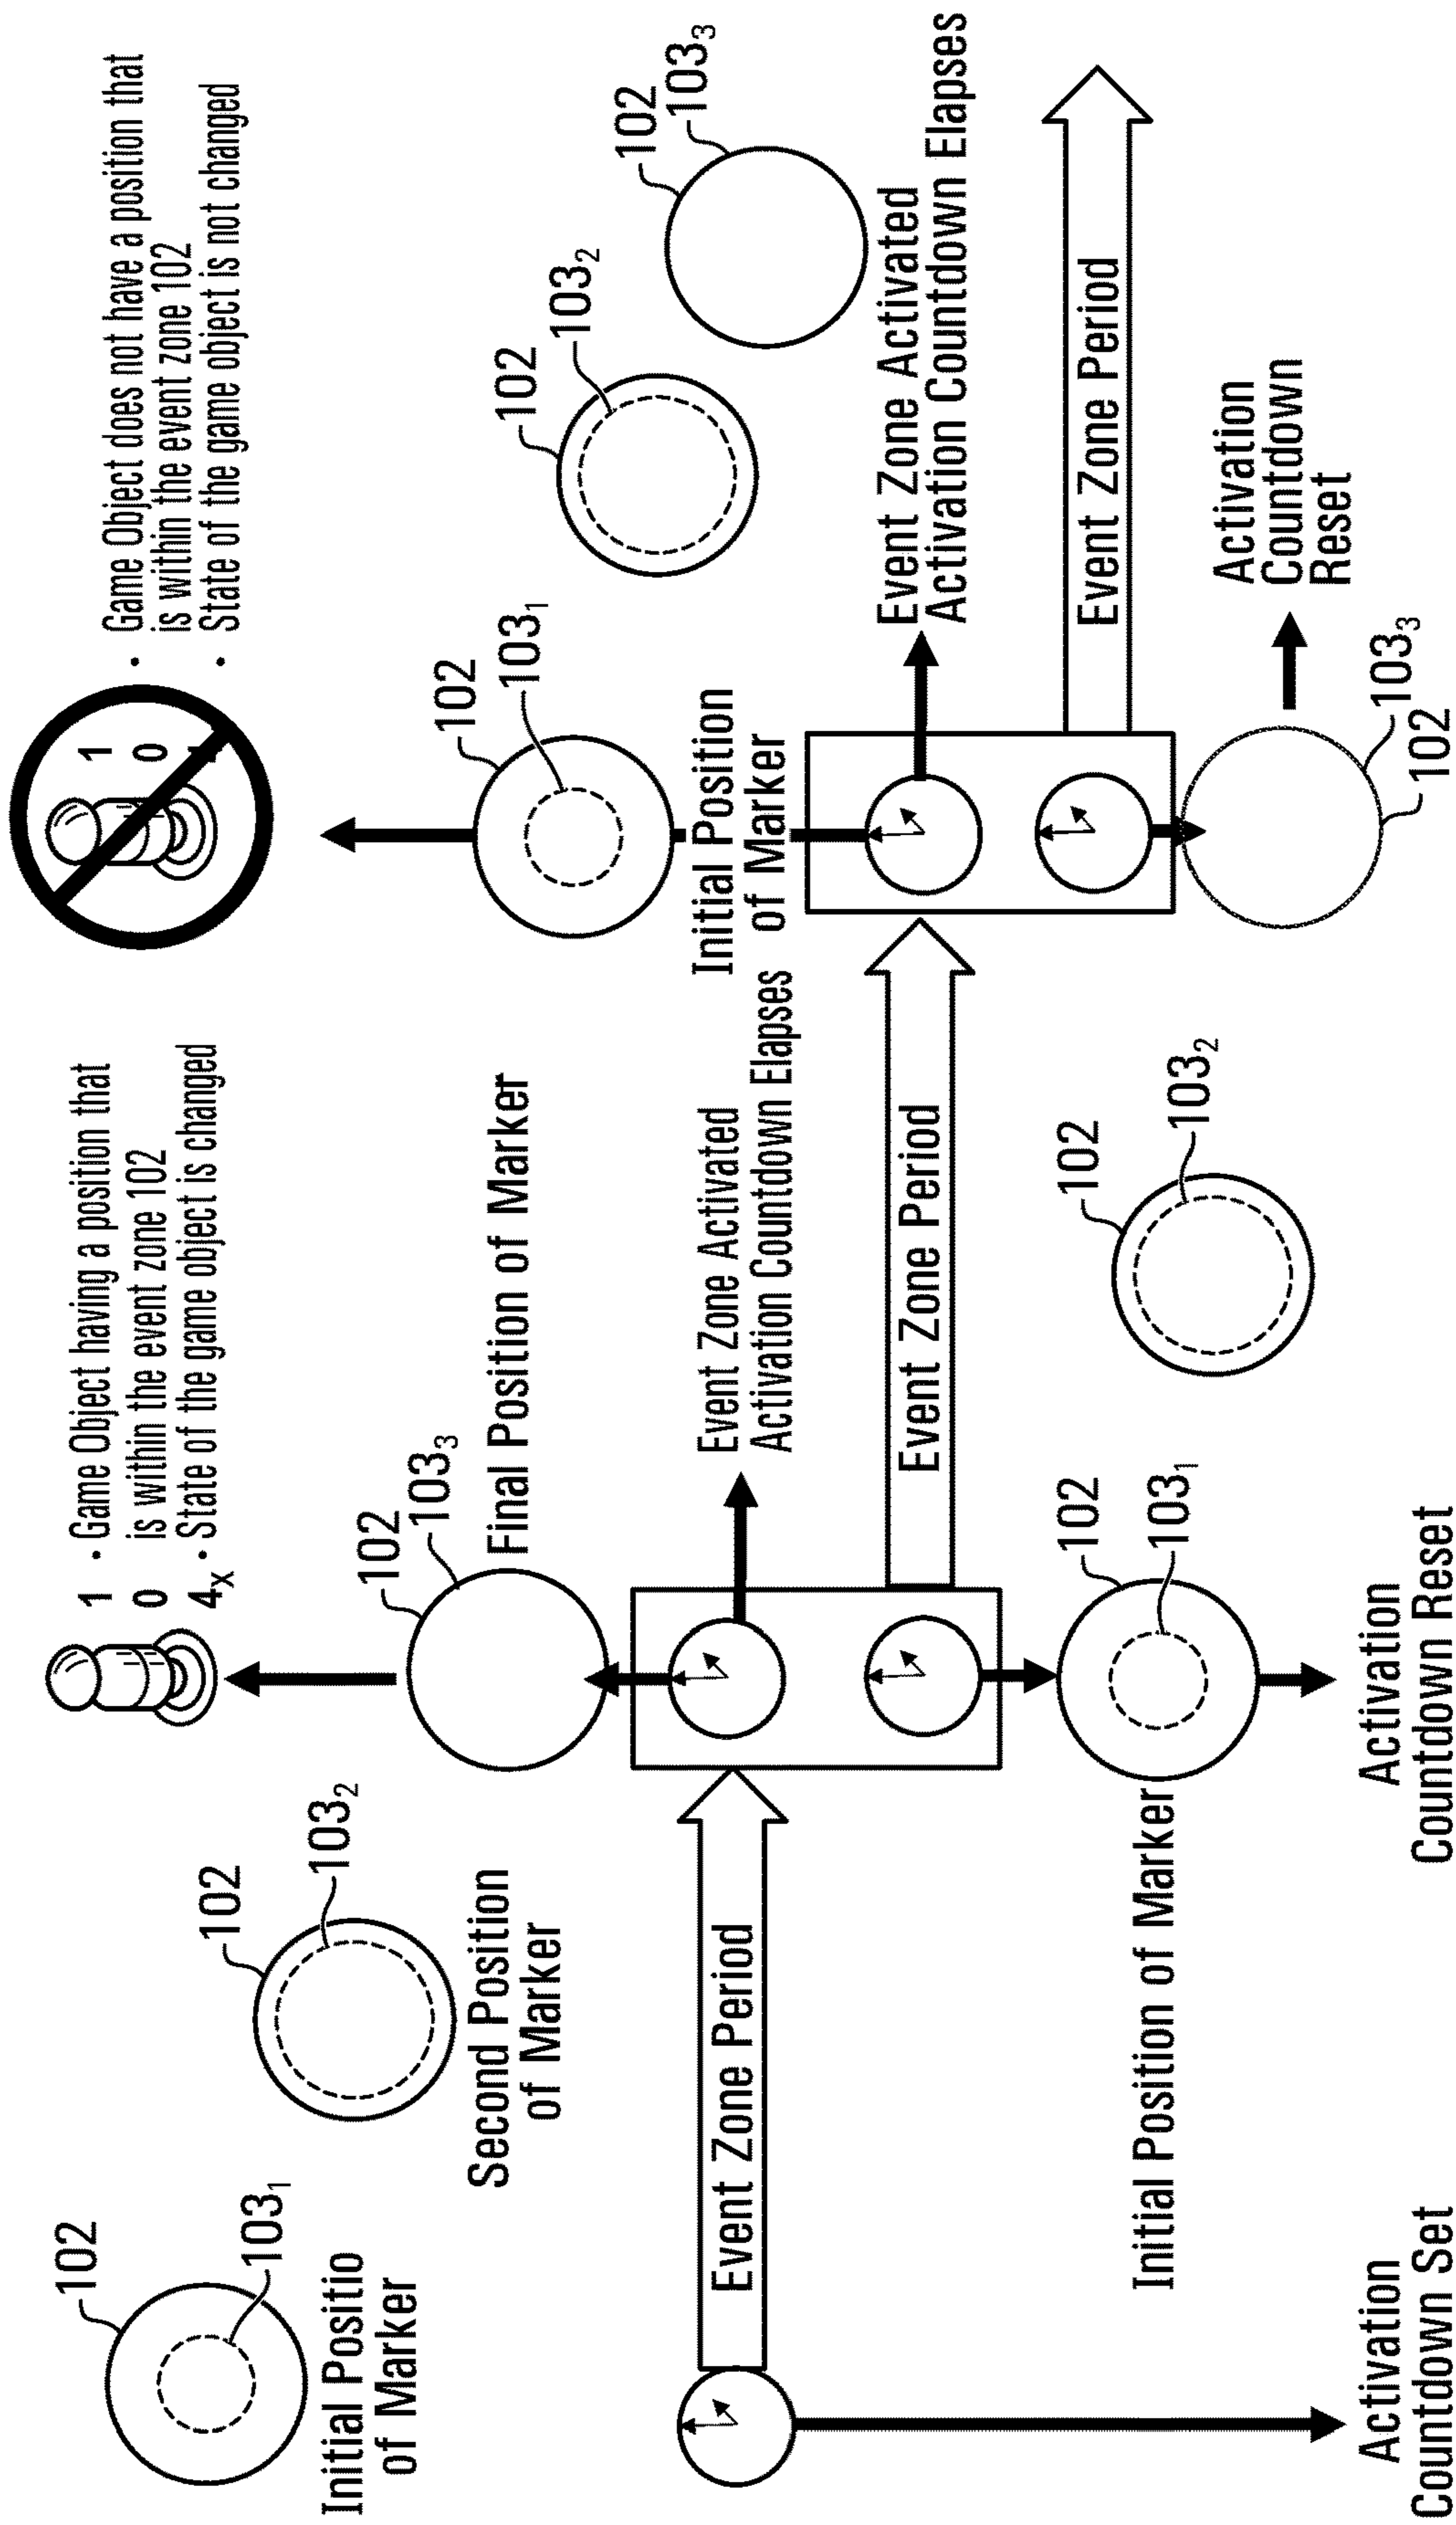 1
0
4x
• Game Object having a position that
is within the event zone 102
• State of the game object is changed
1
0
• Game Object does not have a position that
is within the event zone 102
• State of the game object is not changed
102
103₁
Initial Positio
of Marker
102
103₂
Second Position
of Marker
102
103₃
Final Position of Marker
102
103₁
Initial Position
of Marker
102
103₂
102
103₃
Event Zone Period
Event Zone Activated
Activation Countdown Elapses
Event Zone Period
Event Zone Activated
Activation Countdown Elapses
Event Zone Period
Initial Position of Marker
102
103₁
102
103₂
103₃
102
Activation
Countdown
Reset
Activation
Countdown Set
Activation
Countdown Reset